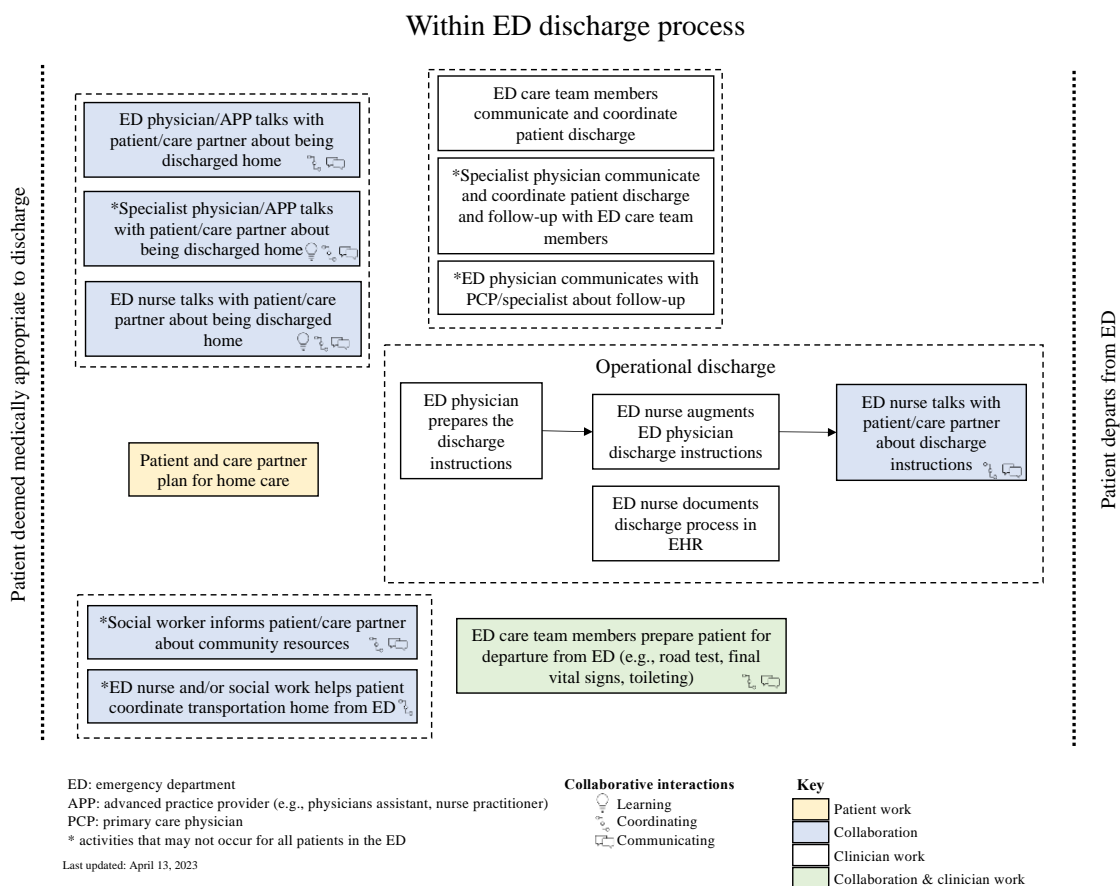 Within ED discharge process
Patient deemed medically appropriate to discharge
ED physician/APP talks with
patient/care partner about being
discharged home
*Specialist physician/APP talks
with patient/care partner about
being discharged home
ED nurse talks with patient/care
partner about being discharged
home
ED care team members
communicate and coordinate
patient discharge
*Specialist physician communicate
and coordinate patient discharge
and follow-up with ED care team
members
*ED physician communicates with
PCP/specialist about follow-up
Operational discharge
ED physician
prepares the
discharge
instructions
ED nurse augments
ED physician
discharge instructions
ED nurse talks with
patient/care partner
about discharge
instructions
ED nurse documents
discharge process in
EHR
Patient and care partner
plan for home care
*Social worker informs patient/care partner
about community resources
*ED nurse and/or social work helps patient
coordinate transportation home from ED
ED care team members prepare patient for
departure from ED (e.g., road test, final
vital signs, toileting)
Patient departs from ED
ED: emergency department
APP: advanced practice provider (e.g., physicians assistant, nurse practitioner)
PCP: primary care physician
* activities that may not occur for all patients in the ED
Last updated: April 13, 2023
Collaborative interactions
Learning
Coordinating
Communicating
Key
Patient work
Collaboration
Clinician work
Collaboration & clinician work